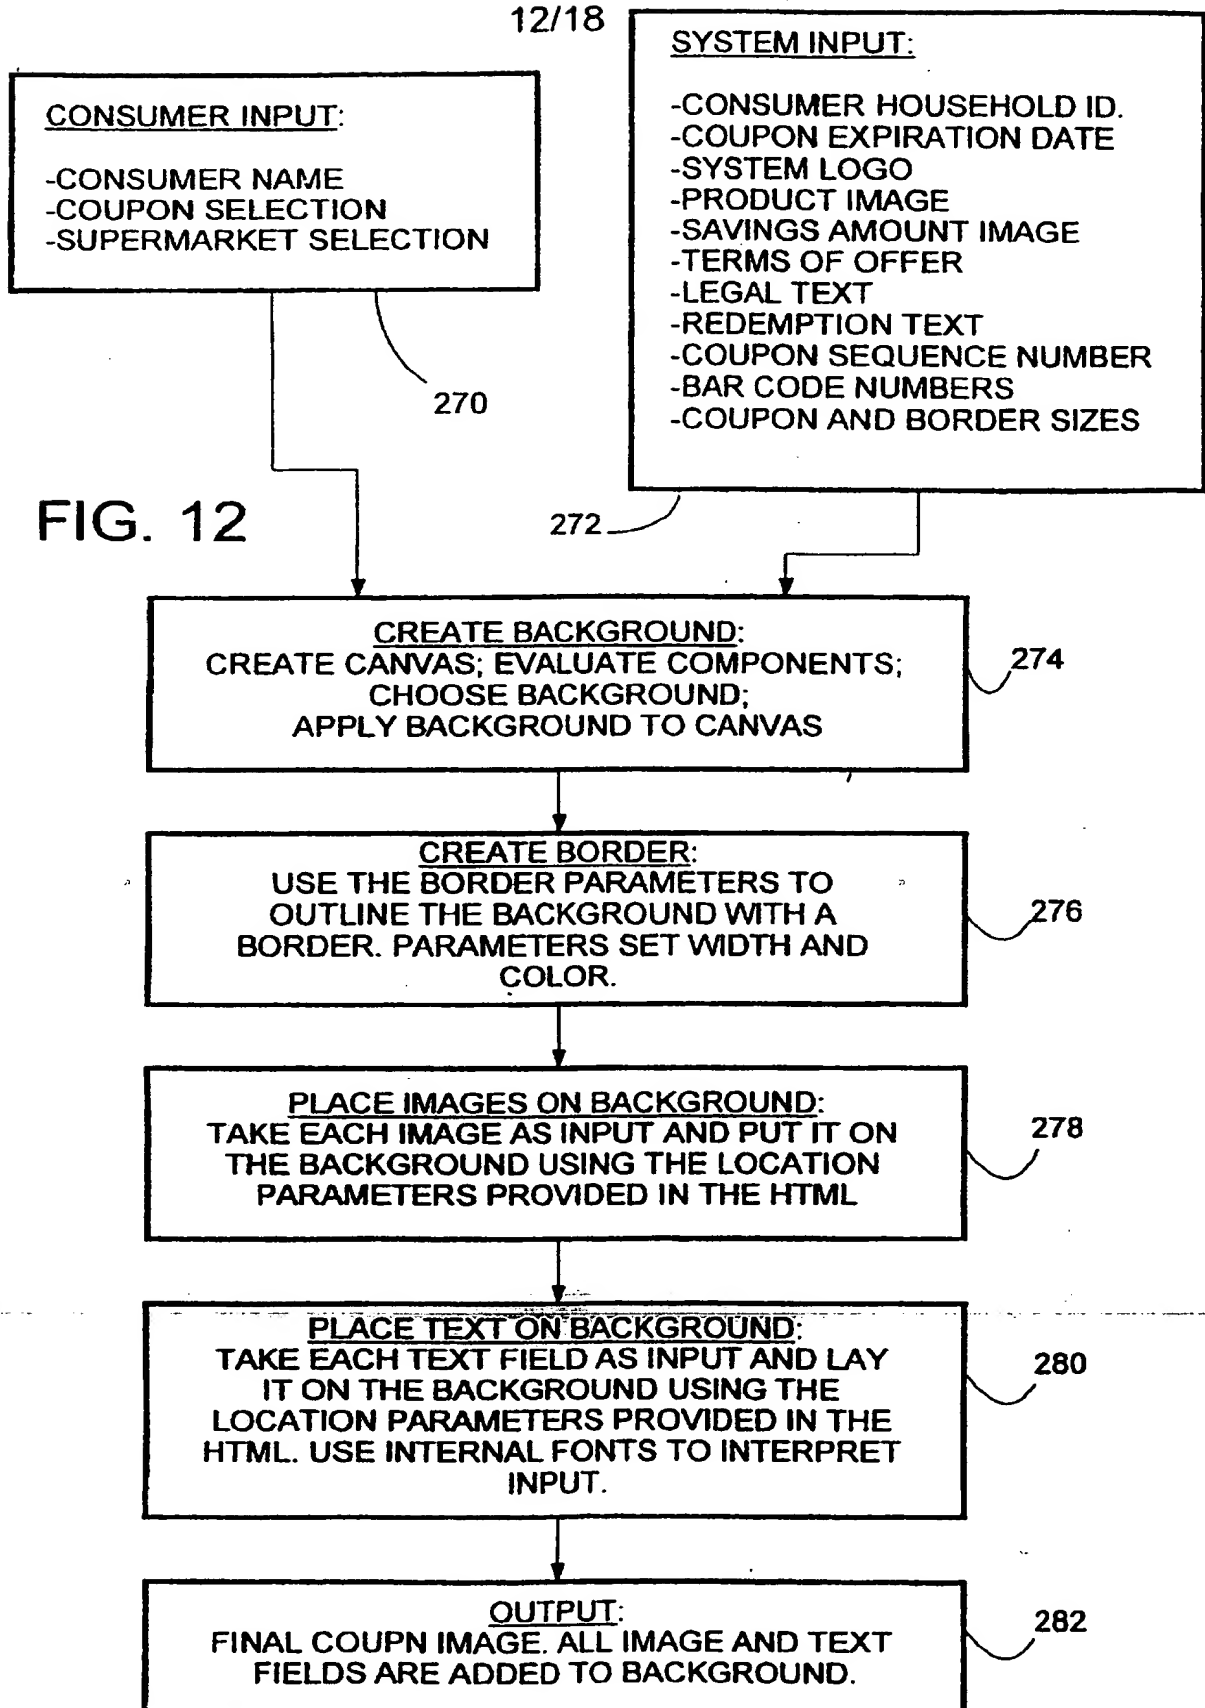 12/18
CONSUMER INPUT:
-CONSUMER NAME
-COUPON SELECTION
-SUPERMARKET SELECTION
270
SYSTEM INPUT:
-CONSUMER HOUSEHOLD ID.
-COUPON EXPIRATION DATE
-SYSTEM LOGO
-PRODUCT IMAGE
-SAVINGS AMOUNT IMAGE
-TERMS OF OFFER
-LEGAL TEXT
-REDEMPTION TEXT
-COUPON SEQUENCE NUMBER
-BAR CODE NUMBERS
-COUPON AND BORDER SIZES
272
FIG. 12
CREATE BACKGROUND:
CREATE CANVAS; EVALUATE COMPONENTS;
CHOOSE BACKGROUND;
APPLY BACKGROUND TO CANVAS
274
CREATE BORDER:
USE THE BORDER PARAMETERS TO
OUTLINE THE BACKGROUND WITH A
BORDER. PARAMETERS SET WIDTH AND
COLOR.
276
PLACE IMAGES ON BACKGROUND:
TAKE EACH IMAGE AS INPUT AND PUT IT ON
THE BACKGROUND USING THE LOCATION
PARAMETERS PROVIDED IN THE HTML
278
PLACE TEXT ON BACKGROUND:
TAKE EACH TEXT FIELD AS INPUT AND LAY
IT ON THE BACKGROUND USING THE
LOCATION PARAMETERS PROVIDED IN THE
HTML. USE INTERNAL FONTS TO INTERPRET
INPUT.
280
OUTPUT:
FINAL COUPN IMAGE. ALL IMAGE AND TEXT
FIELDS ARE ADDED TO BACKGROUND.
282